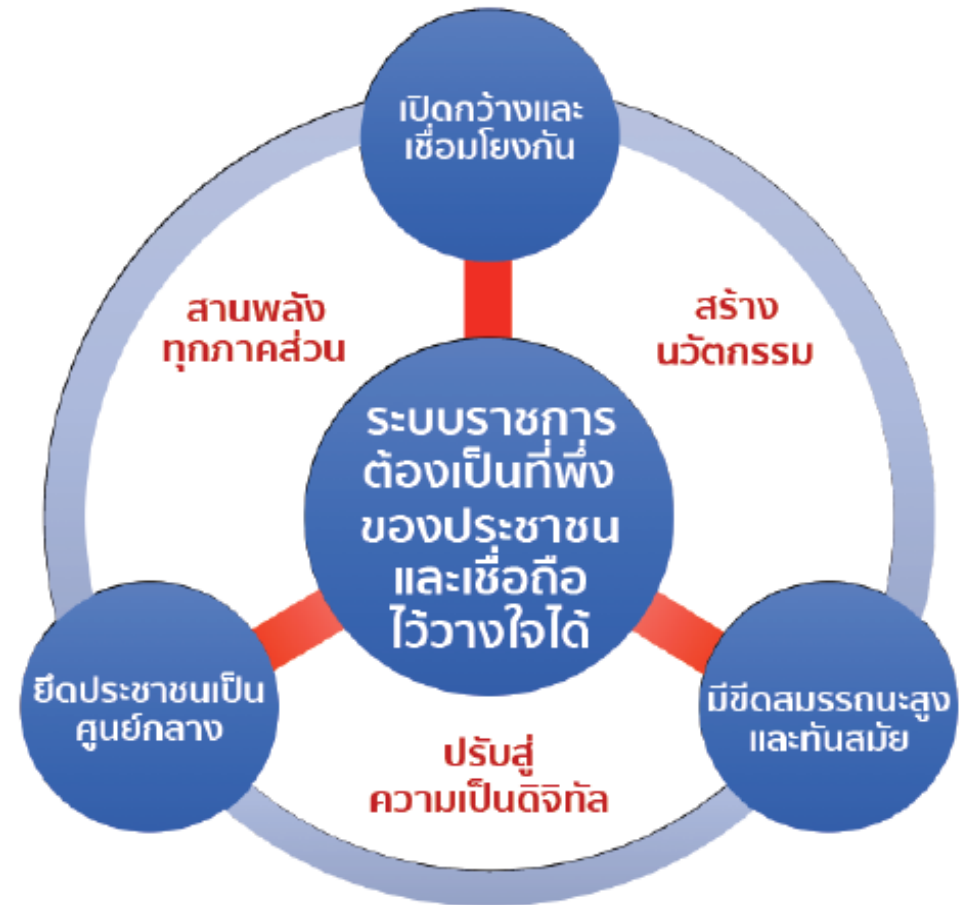 เปิดกว้างและ
เชื่อมโยงกัน
สานพลัง
ทุกภาคส่วน
สร้าง
นวัตกรรม
ระบบราชการ
ต้องเป็นที่พึ่ง
ของประชาชน
และเชื่อถือ
ไว้วางใจได้
ยึดประชาชนเป็น
ศูนย์กลาง
มีขีดสมรรถนะสูง
และทันสมัย
ปรับสู่
ความเป็นดิจิทัล